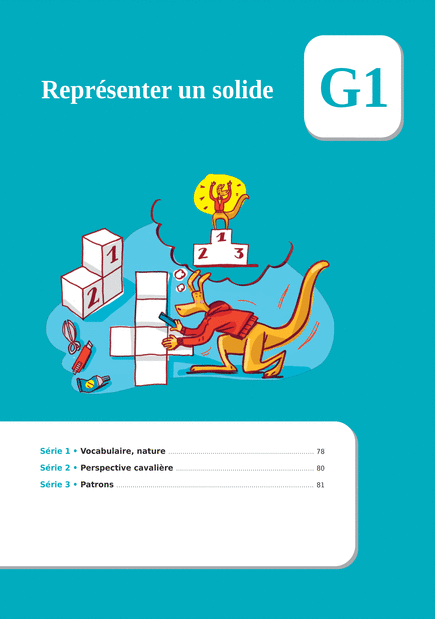 Représenter un solide
G1
1
2
3
1
2
Série 1 • Vocabulaire, nature 78
Série 2 • Perspective cavalière 80
Série 3 • Patrons 81